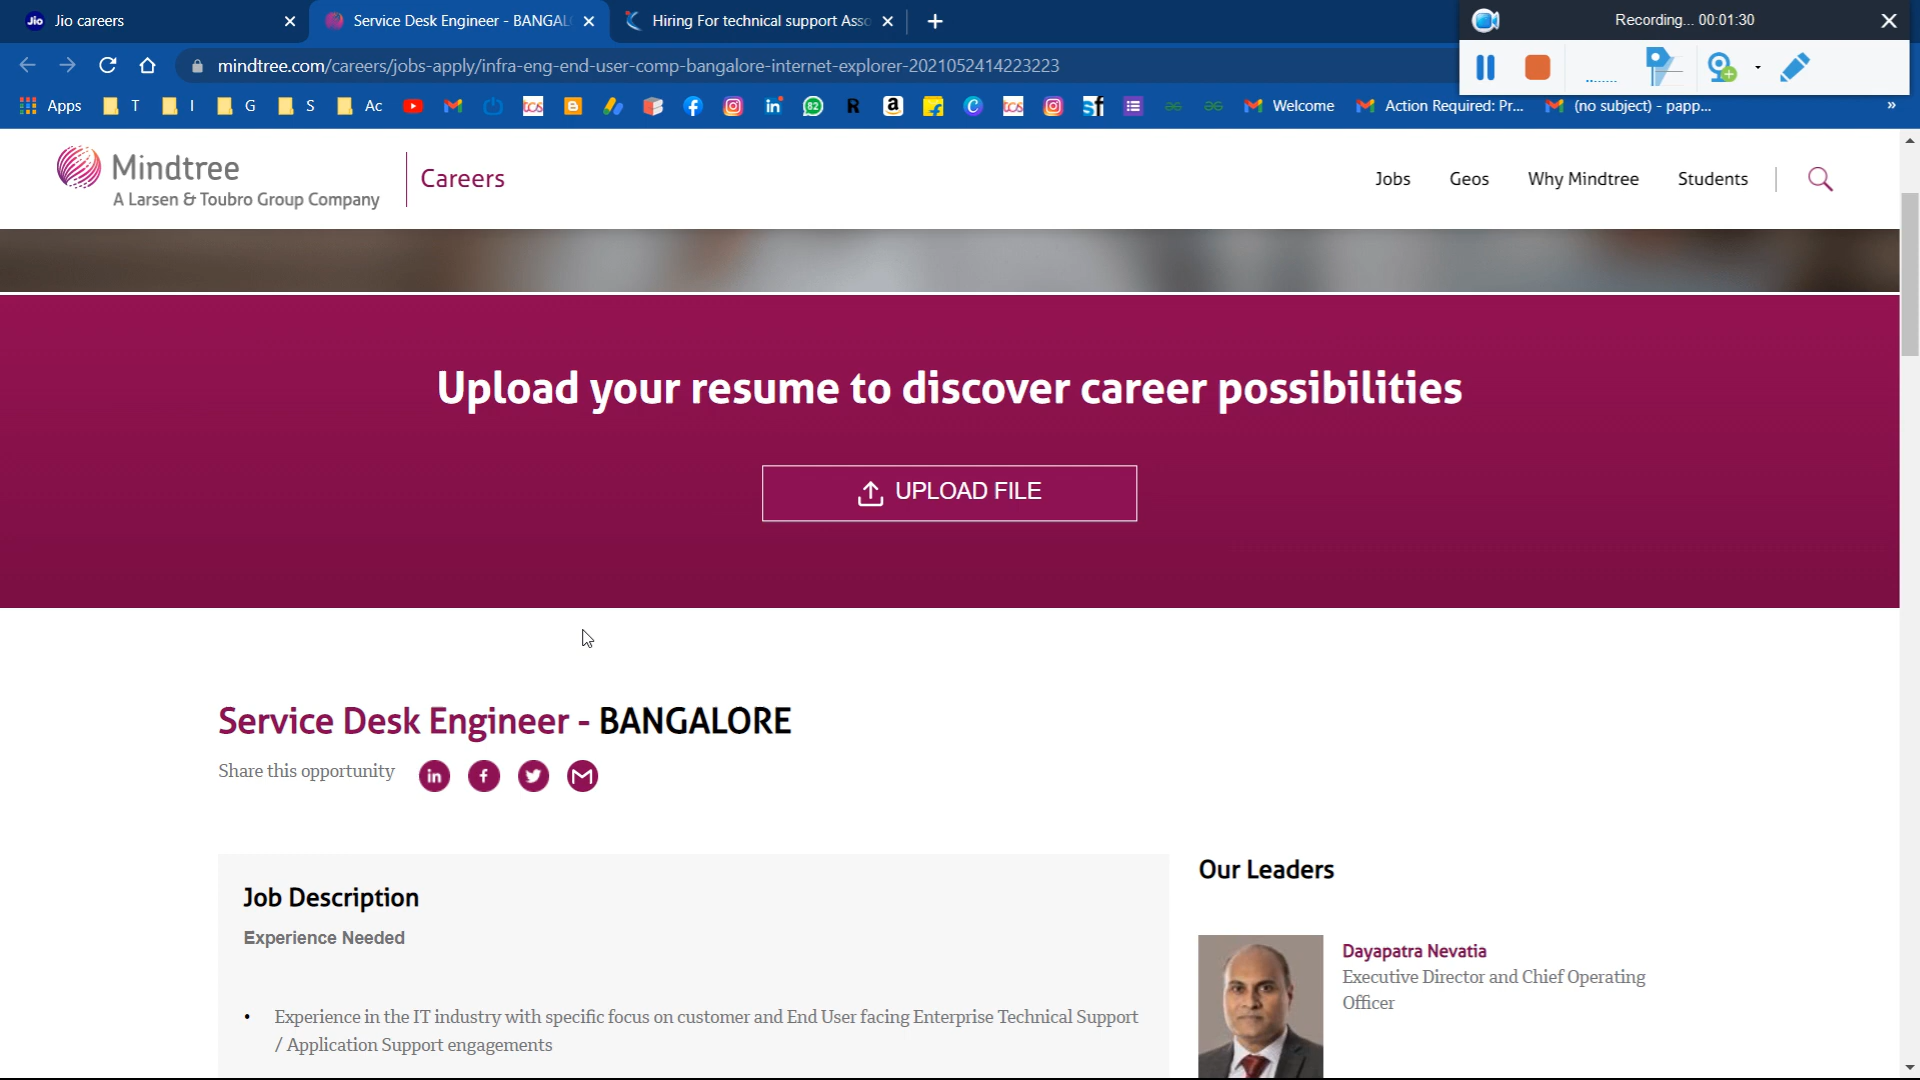 Jio careers
Service Desk Engineer - BANGAL
Hiring For technical support Asso
Recording... 00:01:30
mindtree.com/careers/jobs-apply/infra-eng-end-user-comp-bangalore-internet-explorer-2021052414223223
Apps T I G S Ac Welcome Action Required: Pr... (no subject) - papp... »
Mindtree
A Larsen & Toubro Group Company
Careers
Jobs Geos Why Mindtree Students
Upload your resume to discover career possibilities
UPLOAD FILE
Service Desk Engineer - BANGALORE
Share this opportunity
Job Description
Experience Needed
• Experience in the IT industry with specific focus on customer and End User facing Enterprise Technical Support
/ Application Support engagements
Our Leaders
Dayapatra Nevatia
Executive Director and Chief Operating
Officer